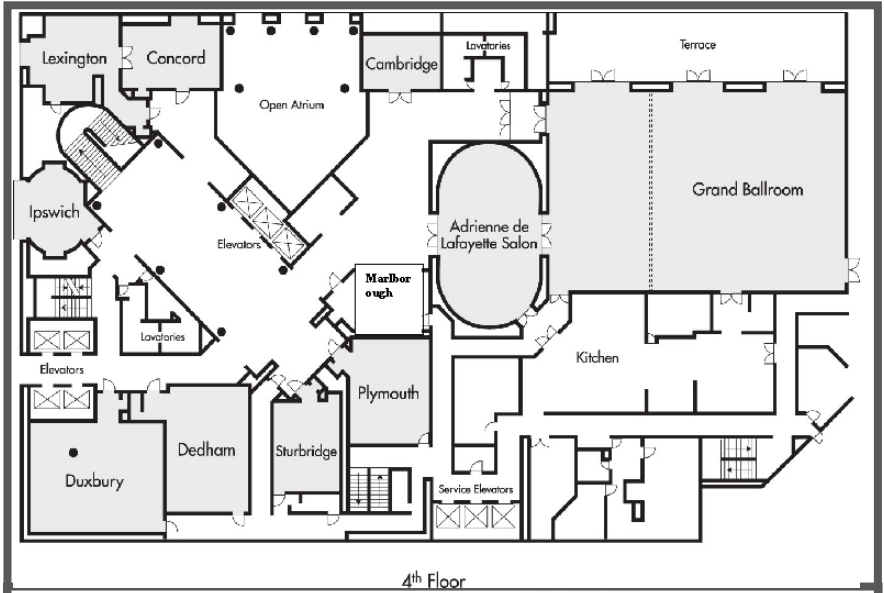 Terrace
Lexington
Concord
Cambridge
Lavatories
Open Atrium
Grand Ballroom
Ipswich
Adrienne de
Lafayette Salon
Elevators
Marlbor
ough
Lavatories
Elevators
Kitchen
Plymouth
Dedham
Sturbridge
Duxbury
Service Elevators
4th Floor